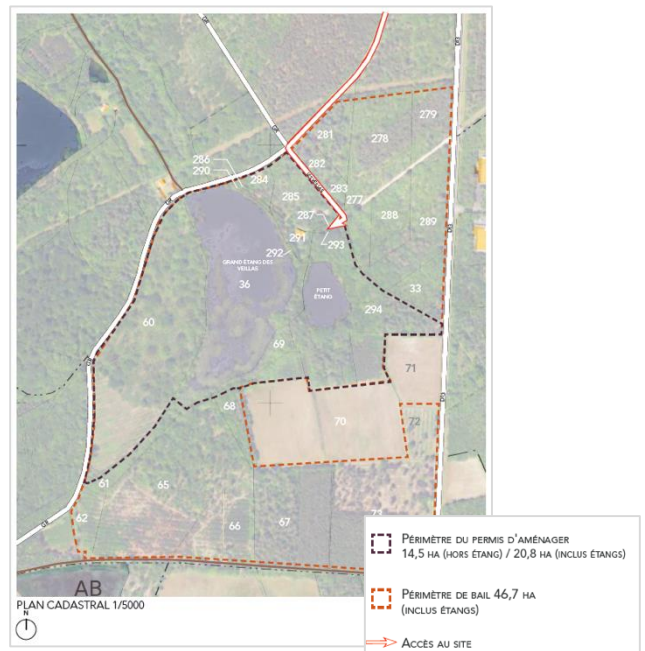 279
281
278
282
286
290
284
283
277
285
287
288
289
291
293
292
GRAND ÉTANG DES
VEILLAS
36
PETIT
ÉTANG
33
294
60
69
71
68
70
72
61
65
62
66
67
73
AB
PLAN CADASTRAL 1/5000
N
PÉRIMÈTRE DU PERMIS D'AMÉNAGER
14,5 HA (HORS ÉTANG) / 20,8 HA (INCLUS ÉTANGS)
PÉRIMÈTRE DE BAIL 46,7 HA
(INCLUS ÉTANGS)
ACCÈS AU SITE